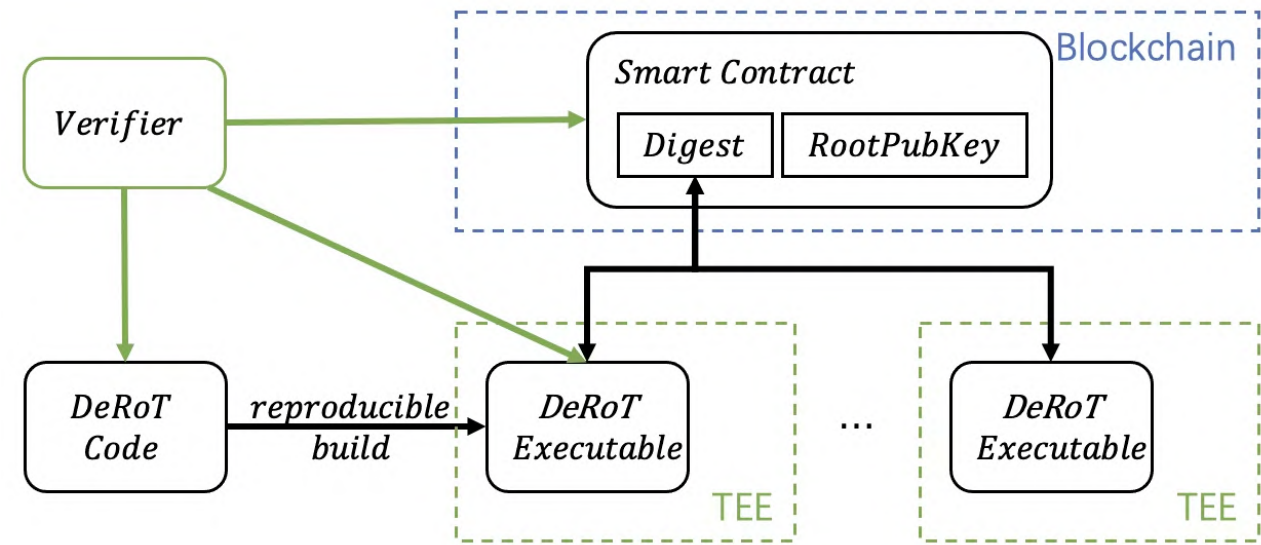 Blockchain
Smart Contract
Verifier
Digest
RootPubKey
DeRoT
Code
reproducible
build
DeRoT
Executable
...
DeRoT
Executable
TEE
TEE